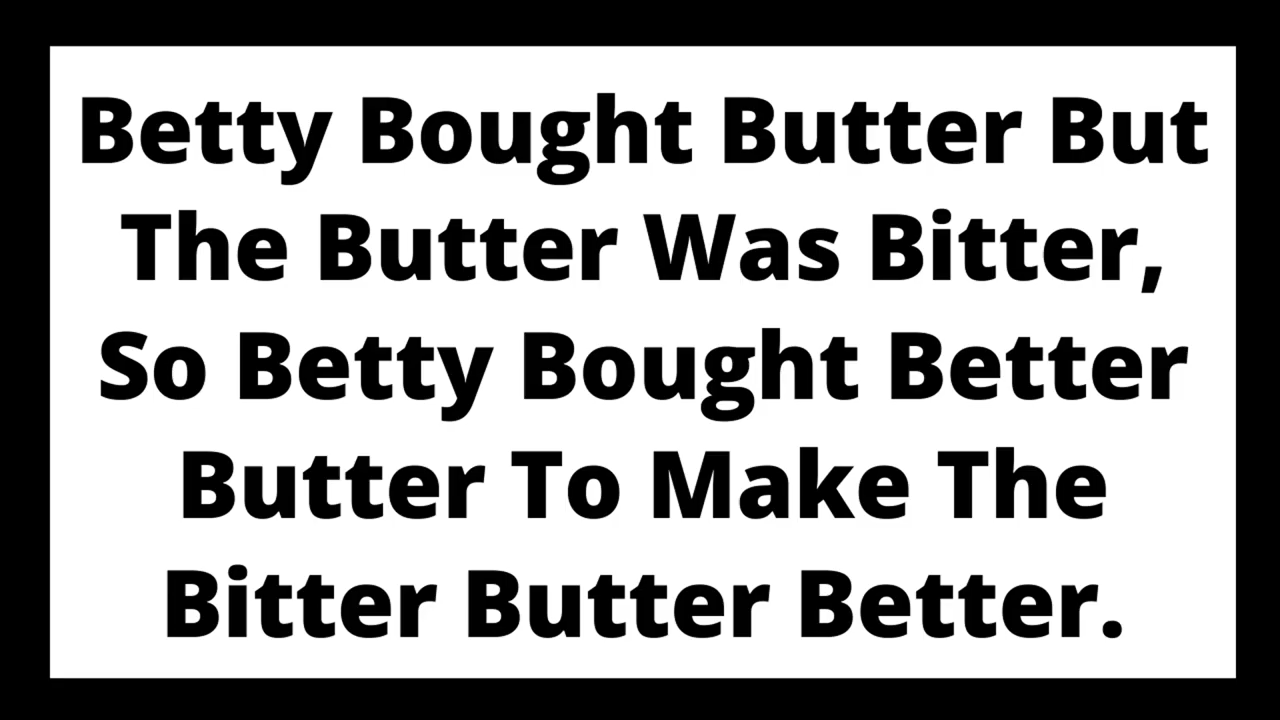 Betty Bought Butter But
The Butter Was Bitter,
So Betty Bought Better
Butter To Make The
Bitter Butter Better.